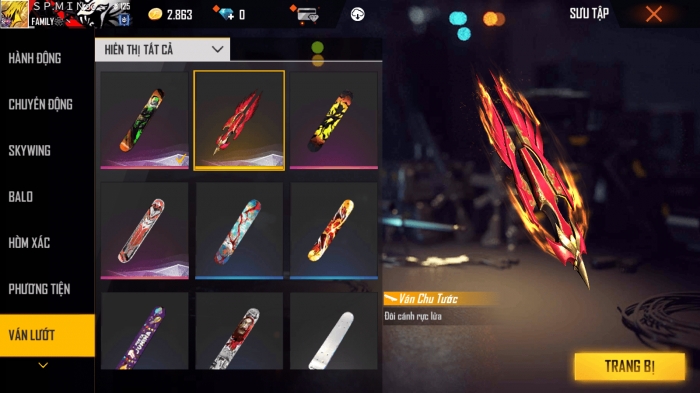 S P.MINO
FAMILY
2.863
+ 0
SƯU TẬP
HÀNH ĐỘNG
CHUYỂN ĐỘNG
SKYWING
BALO
HÒM XÁC
PHƯƠNG TIỆN
VÁN LƯỚT
HIỂN THỊ TẤT CẢ
Ván Chu Tước
Đôi cánh rực lửa
TRANG BỊ